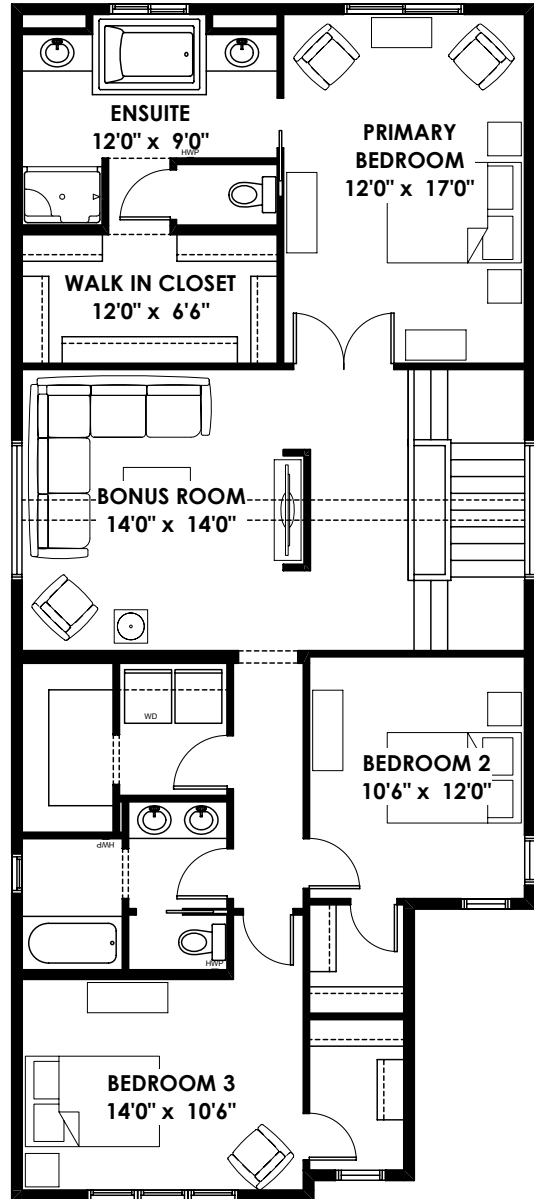 ENSUITE
12'0" x 9'0"
HWP
PRIMARY
BEDROOM
12'0" x 17'0"
WALK IN CLOSET
12'0" x 6'6"
BONUS ROOM
14'0" x 14'0"
WD
BEDROOM 2
10'6" x 12'0"
HWP
HWP
BEDROOM 3
14'0" x 10'6"